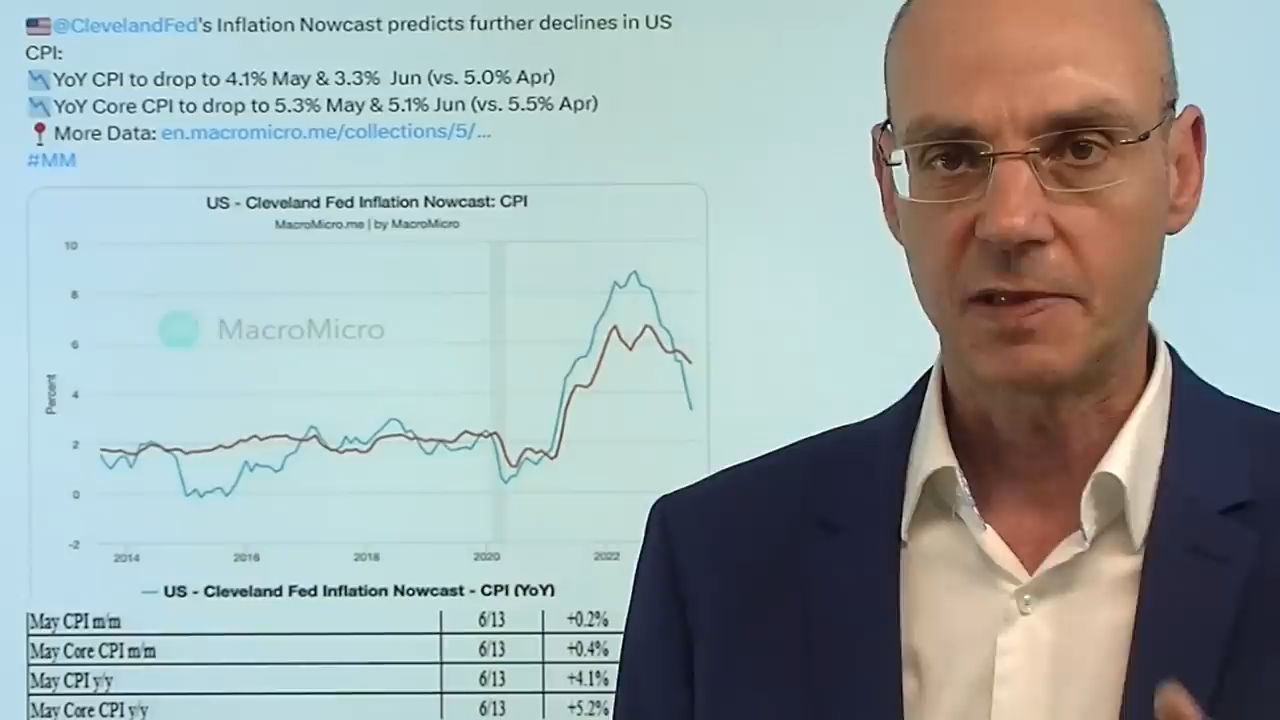 @ClevelandFed's Inflation Nowcast predicts further declines in US
CPI:
YoY CPI to drop to 4.1% May & 3.3% Jun (vs. 5.0% Apr)
YoY Core CPI to drop to 5.3% May & 5.1% Jun (vs. 5.5% Apr)
More Data: en.macromicro.me/collections/5/...
#MM
US - Cleveland Fed Inflation Nowcast: CPI
MacroMicro.me | by MacroMicro
10
8
MacroMicro
6
4
Percent
2
0
-2
2014 2016 2018 2020 2022
US - Cleveland Fed Inflation Nowcast - CPI (YoY)
May CPI m/m 6/13 +0.2%
May Core CPI m/m 6/13 +0.4%
May CPI y/y 6/13 +4.1%
May Core CPI y/y 6/13 +5.2%